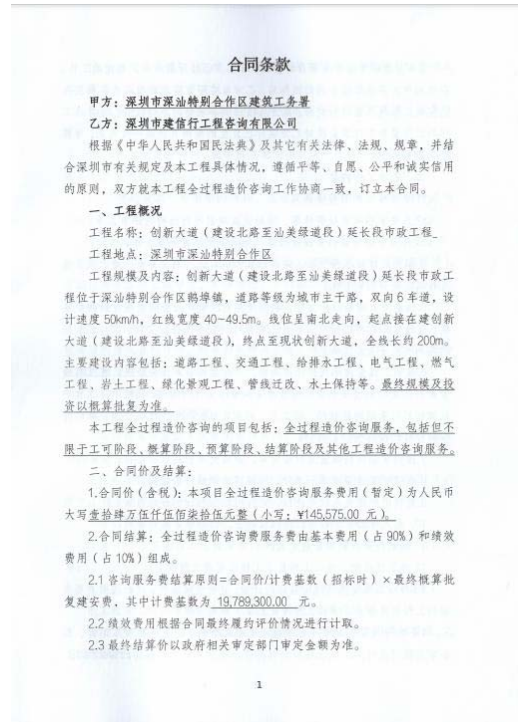 合同条款
甲方：深圳市深汕特别合作区建筑工务署
乙方：深圳市建信行工程咨询有限公司
根据《中华人民共和国民法典》及其它有关法律、法规、规章，并结
合深圳市有关规定及本工程具体情况，遵循平等、自愿、公平和诚实信用
的原则，双方就本工程全过程造价咨询工作协商一致，订立本合同。
一、工程概况
工程名称：创新大道（建设北路至汕美绿道段）延长段市政工程
工程地点：深圳市深汕特别合作区
工程规模及内容：创新大道（建设北路至汕美绿道段）延长段市政工
程位于深汕特别合作区鹅埠镇，道路等级为城市主干路，双向6车道，设
计速度50km/h，红线宽度40-49.5m。线位呈南北走向，起点接在建创新
大道（建设北路至汕美绿道段），终点至现状创新大道，全线长约200m。
主要建设内容包括：道路工程、交通工程、给排水工程、电气工程、燃气
工程、岩土工程、绿化景观工程、管线迁改、水土保持等。最终规模及投
资以概算批复为准。
本工程全过程造价咨询的项目包括：全过程造价咨询服务，包括但不
限于工可阶段、概算阶段、预算阶段、结算阶段及其他工程造价咨询服务。
二、合同价及结算：
1.合同价（含税）：本项目全过程造价咨询服务费用（暂定）为人民币
大写壹拾肆万伍仟伍佰柒拾伍元整（小写：¥145,575.00 元）。
2.合同结算：全过程造价咨询费服务费由基本费用（占90%）和绩效
费用（占10%）组成。
2.1 咨询服务费结算原则=合同价/计费基数（招标时）×最终概算批
复建安费，其中计费基数为 19,789,300.00 元。
2.2 绩效费用根据合同最终履约评价情况进行计取。
2.3 最终结算价以政府相关审定部门审定金额为准。
1